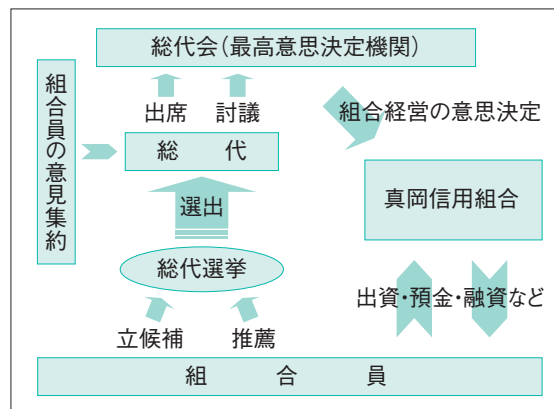 総代会（最高意思決定機関）
組合員の意見集約
出席
討議
組合経営の意思決定
総代
真岡信用組合
選出
総代選挙
出資・預金・融資など
立候補
推薦
組合員